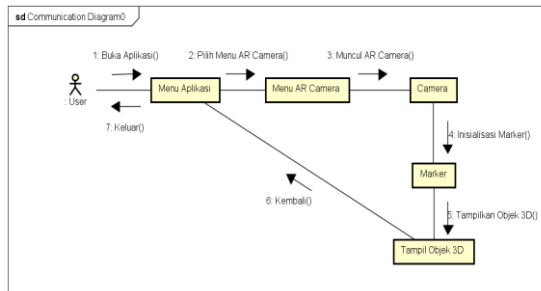 sd Communication Diagram0
1: Buka Aplikasi()
2: Pilih Menu AR Camera()
3: Muncul AR Camera()
: User
Menu Aplikasi
Menu AR Camera
Camera
7: Keluar()
4: Inisialisasi Marker()
Marker
6: Kembali()
5: Tampilkan Objek 3D()
Tampil Objek 3D